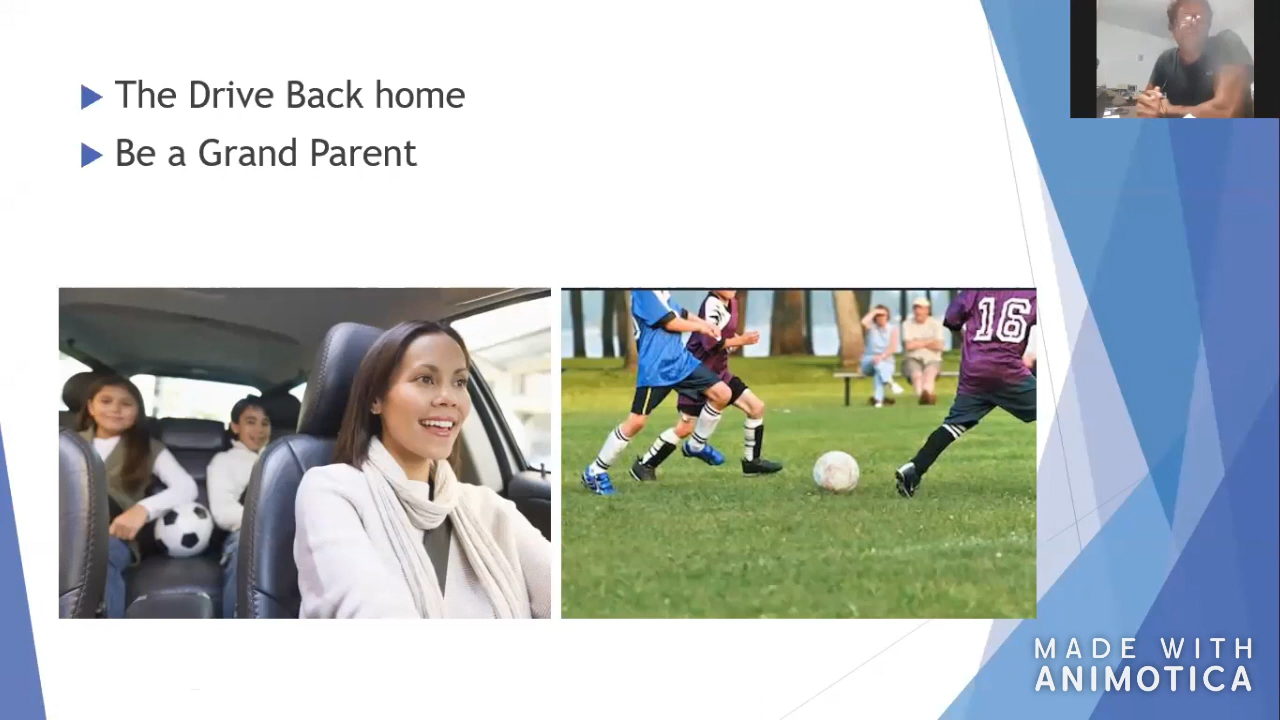 The Drive Back home
Be a Grand Parent
16
MADE WITH
ANIMOTICA